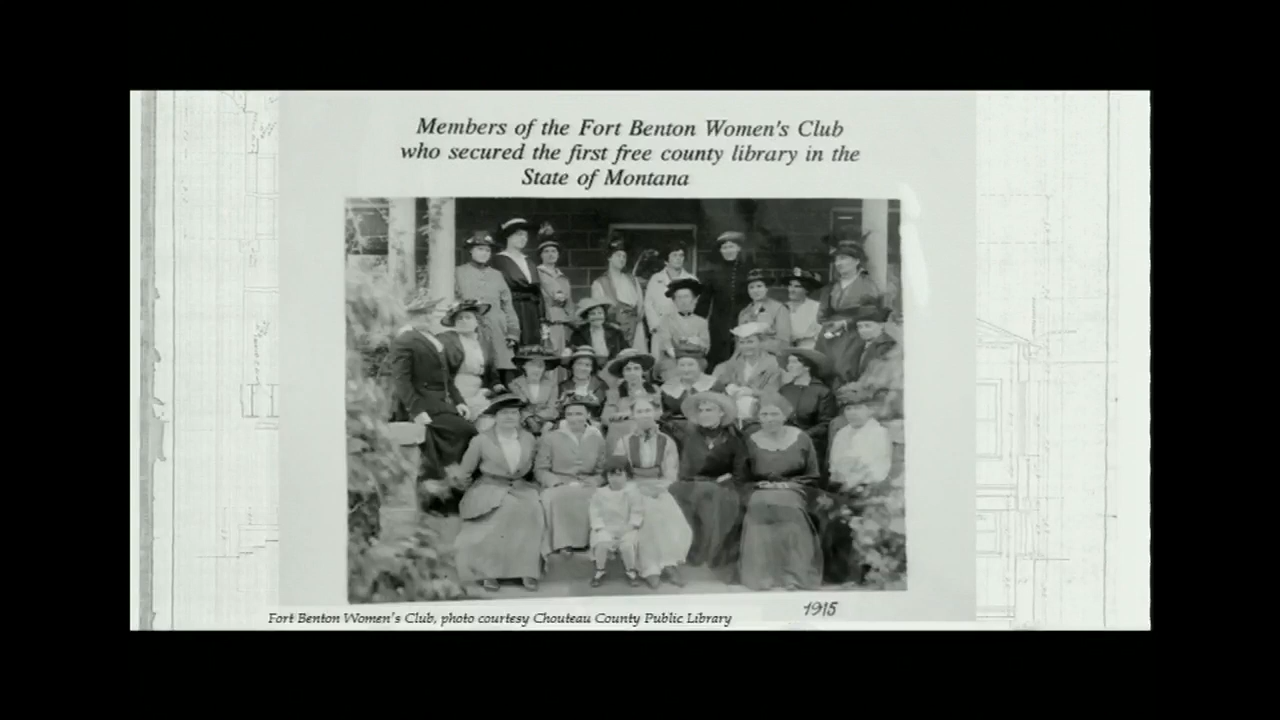 Members of the Fort Benton Women's Club
who secured the first free county library in the
State of Montana
1915
Fort Benton Women's Club, photo courtesy Chouteau County Public Library